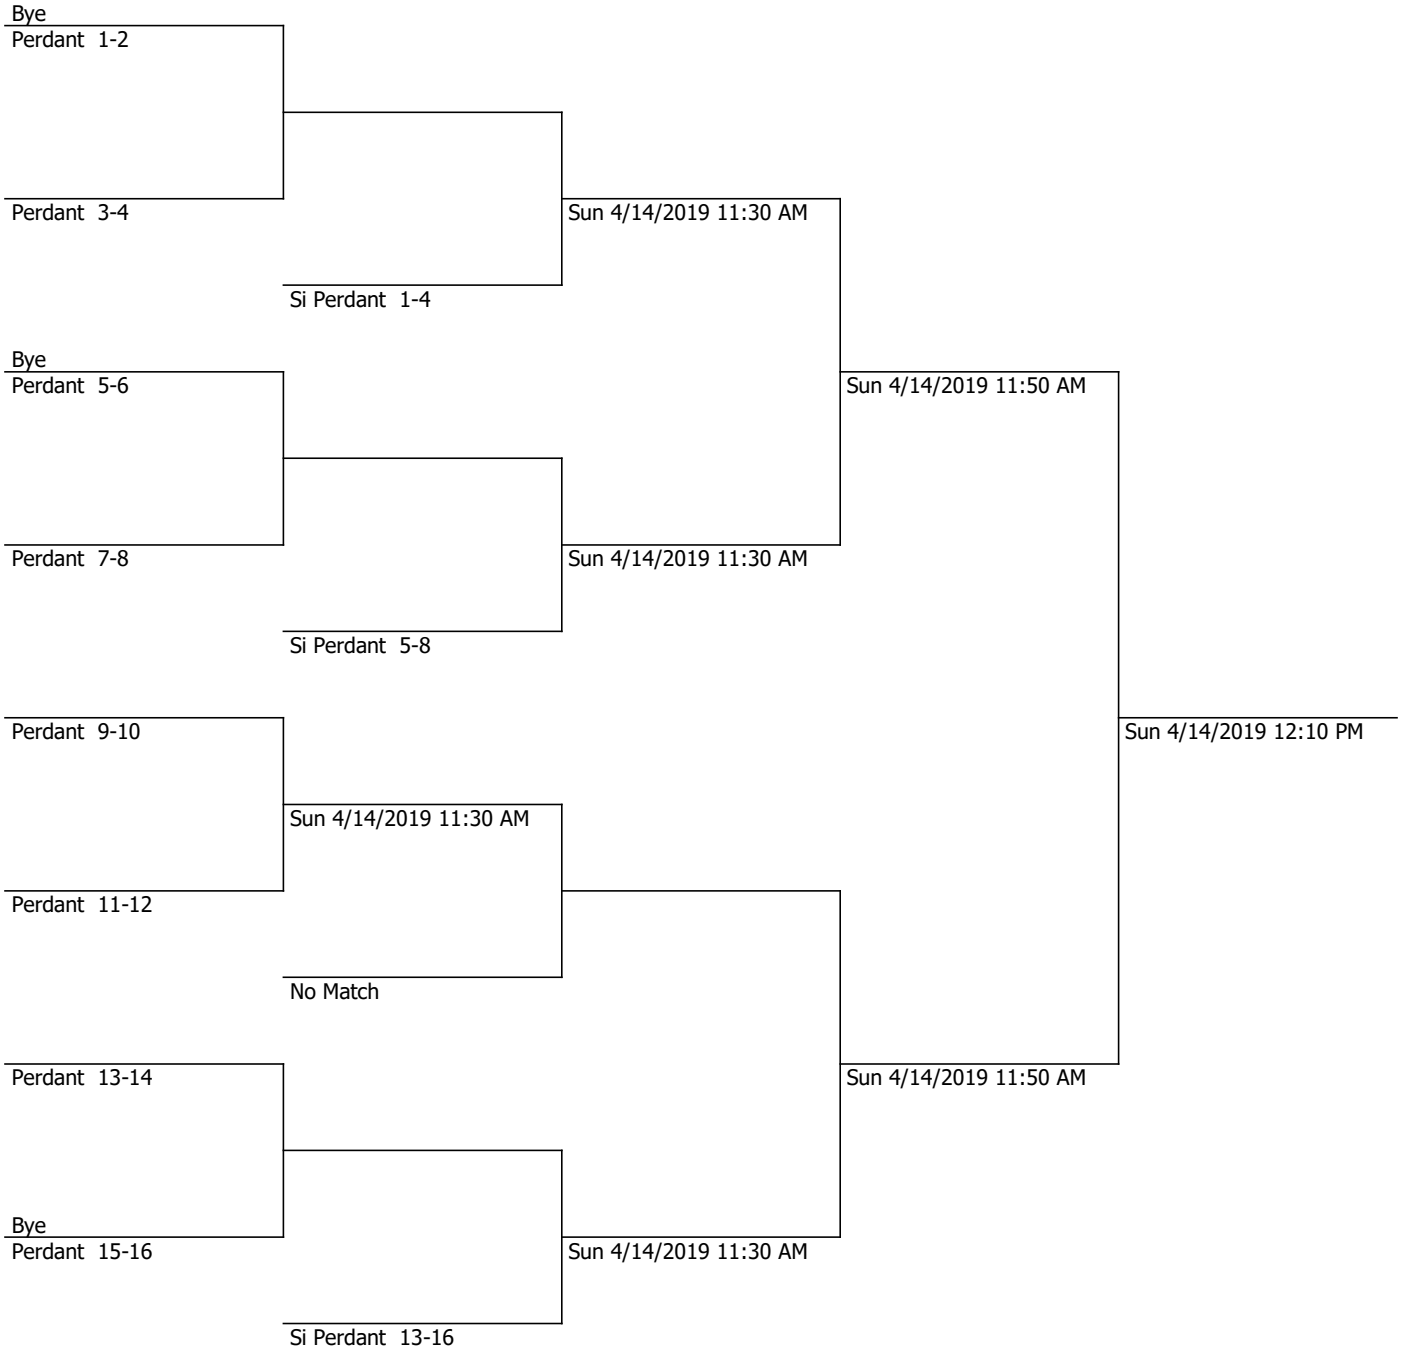 Bye
Perdant 1-2
Perdant 3-4
Sun 4/14/2019 11:30 AM
Si Perdant 1-4
Bye
Perdant 5-6
Sun 4/14/2019 11:50 AM
Perdant 7-8
Sun 4/14/2019 11:30 AM
Si Perdant 5-8
Perdant 9-10
Sun 4/14/2019 12:10 PM
Sun 4/14/2019 11:30 AM
Perdant 11-12
No Match
Perdant 13-14
Sun 4/14/2019 11:50 AM
Bye
Perdant 15-16
Sun 4/14/2019 11:30 AM
Si Perdant 13-16